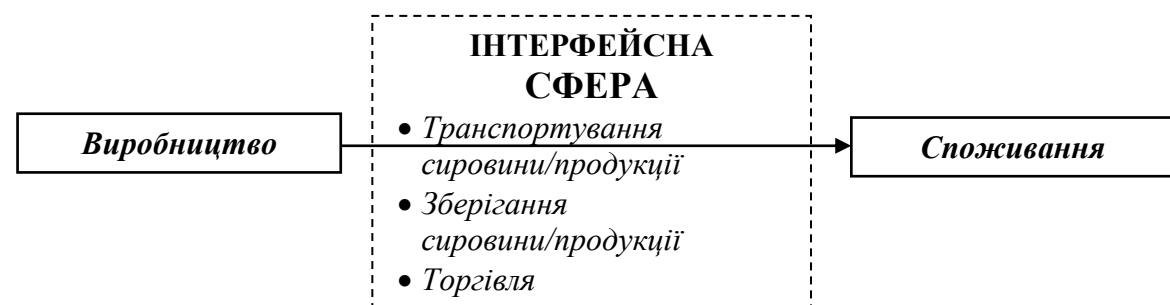 ІНТЕРФЕЙСНА
СФЕРА
Виробництво
• Транспортування
сировини/продукції
• Зберігання
сировини/продукції
• Торгівля
Споживання